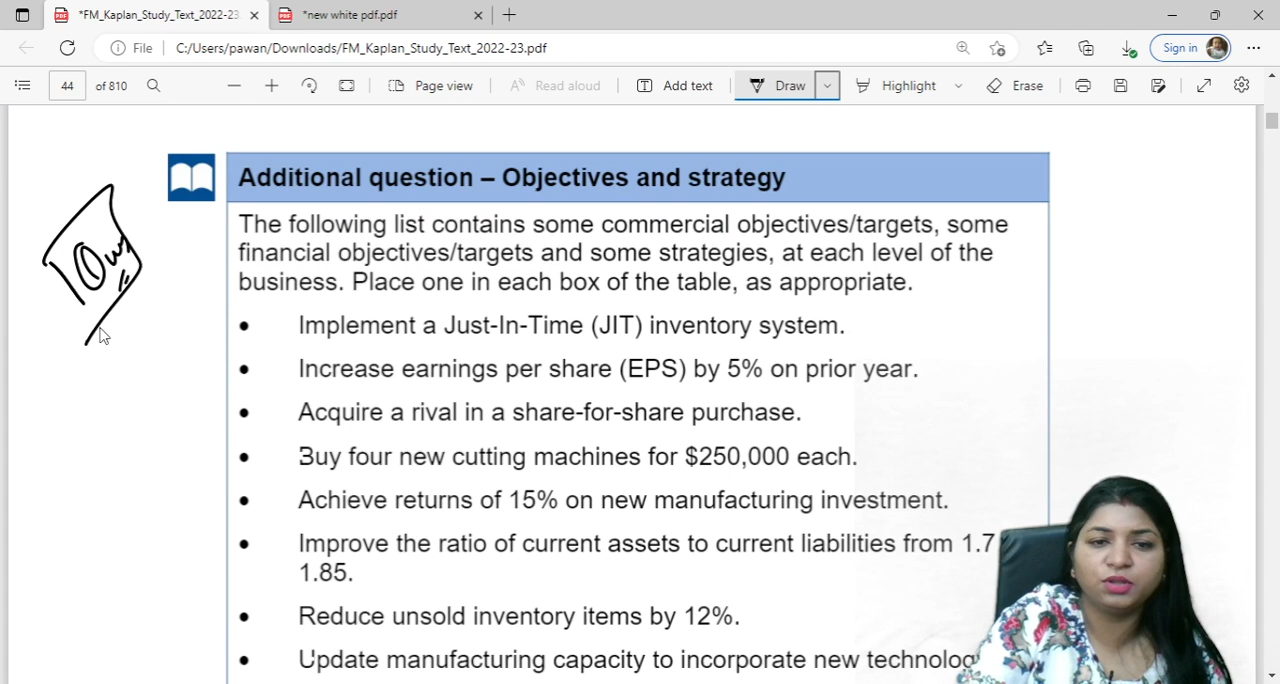 *FM_Kaplan_Study_Text_2022-23
*new white pdf.pdf
File C:/Users/pawan/Downloads/FM_Kaplan_Study_Text_2022-23.pdf
Sign in
44 of 810
Page view
Read aloud
Add text
Draw
Highlight
Erase
Additional question – Objectives and strategy
The following list contains some commercial objectives/targets, some
financial objectives/targets and some strategies, at each level of the
business. Place one in each box of the table, as appropriate.
• Implement a Just-In-Time (JIT) inventory system.
• Increase earnings per share (EPS) by 5% on prior year.
• Acquire a rival in a share-for-share purchase.
• Buy four new cutting machines for $250,000 each.
• Achieve returns of 15% on new manufacturing investment.
• Improve the ratio of current assets to current liabilities from 1.7
1.85.
• Reduce unsold inventory items by 12%.
• Update manufacturing capacity to incorporate new